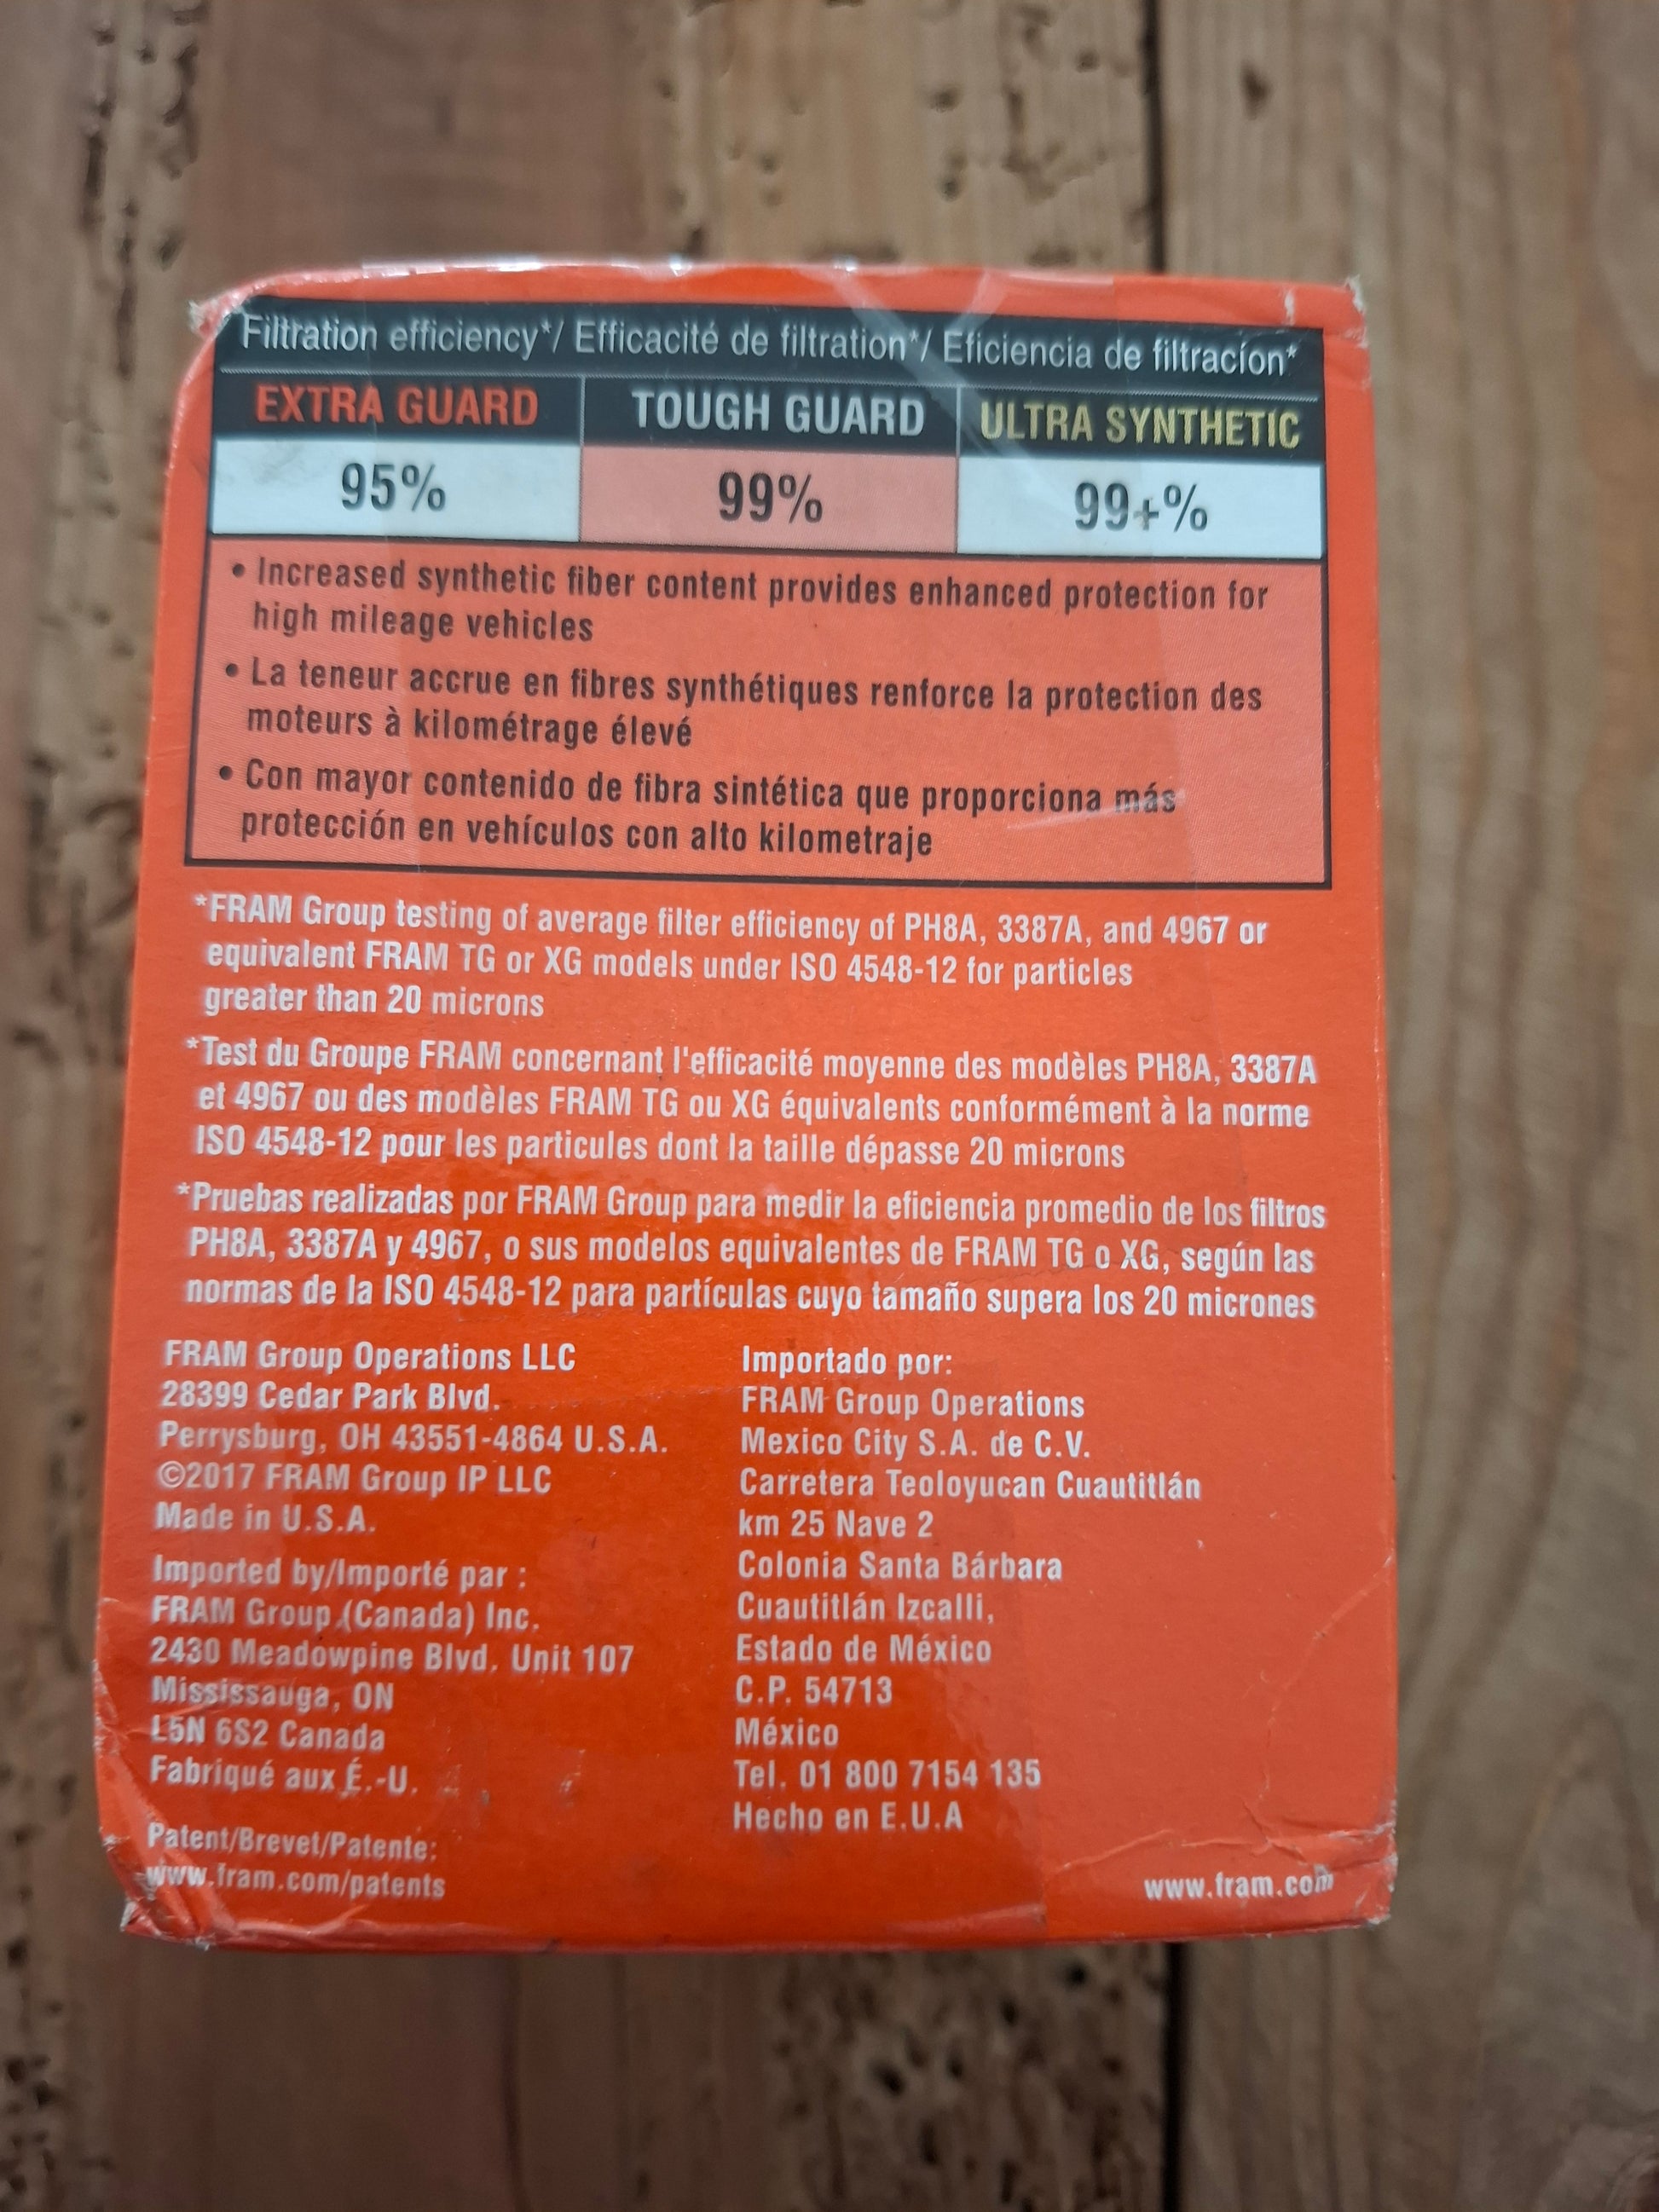 Filtration efficiency*/ Efficacité de filtration*/ Eficiencia de filtración*
EXTRA GUARD
TOUGH GUARD
ULTRA SYNTHETIC
95%
99%
99+%
• Increased synthetic fiber content provides enhanced protection for
high mileage vehicles
• La teneur accrue en fibres synthétiques renforce la protection des
moteurs à kilométrage élevé
• Con mayor contenido de fibra sintética que proporciona más
protección en vehículos con alto kilometraje
*FRAM Group testing of average filter efficiency of PH8A, 3387A, and 4967 or
equivalent FRAM TG or XG models under ISO 4548-12 for particles
greater than 20 microns
*Test du Groupe FRAM concernant l'efficacité moyenne des modèles PH8A, 3387A
et 4967 ou des modèles FRAM TG ou XG équivalents conformément à la norme
ISO 4548-12 pour les particules dont la taille dépasse 20 microns
*Pruebas realizadas por FRAM Group para medir la eficiencia promedio de los filtros
PH8A, 3387A y 4967, o sus modelos equivalentes de FRAM TG o XG, según las
normas de la ISO 4548-12 para partículas cuyo tamaño supera los 20 micrones
FRAM Group Operations LLC
28399 Cedar Park Blvd.
Perrysburg, OH 43551-4864 U.S.A.
©2017 FRAM Group IP LLC
Made in U.S.A.
Imported by/Importé par :
FRAM Group (Canada) Inc.
2430 Meadowpine Blvd, Unit 107
Mississauga, ON
L5N 6S2 Canada
Fabriqué aux É.-U.
Patent/Brevet/Patente:
www.fram.com/patents
Importado por:
FRAM Group Operations
Mexico City S.A. de C.V.
Carretera Teoloyucan Cuautitlán
km 25 Nave 2
Colonia Santa Bárbara
Cuautitlán Izcalli,
Estado de México
C.P. 54713
México
Tel. 01 800 7154 135
Hecho en E.U.A
www.fram.com